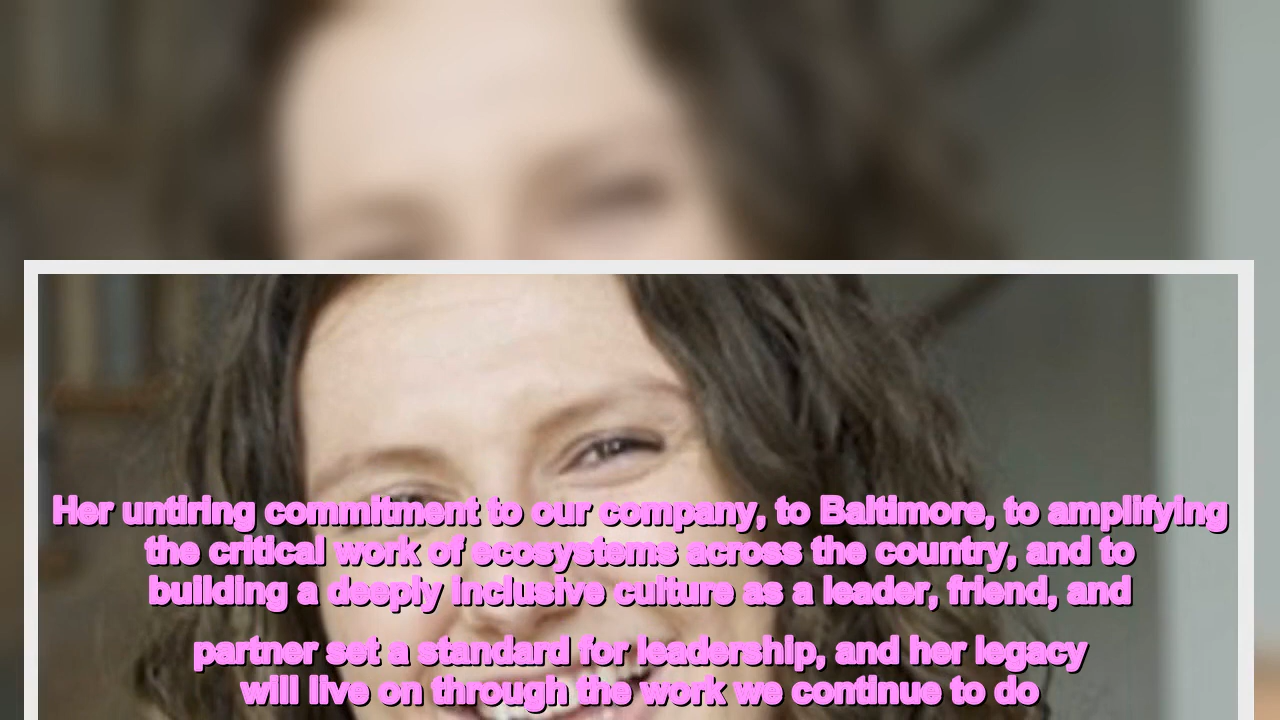 Her untiring commitment to our company, to Baltimore, to amplifying
the critical work of ecosystems across the country, and to
building a deeply inclusive culture as a leader, friend, and
partner set a standard for leadership, and her legacy
will live on through the work we continue to do